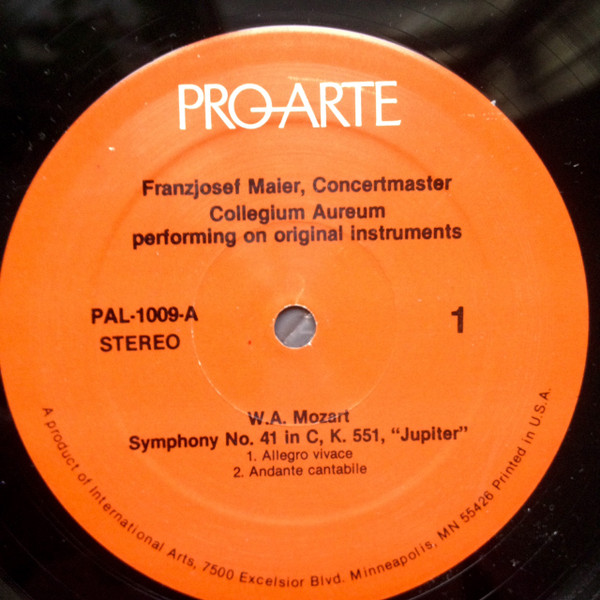 PRO-ARTE
Franzjosef Maier, Concertmaster
Collegium Aureum
performing on original instruments
PAL-1009-A
STEREO
1
W.A. Mozart
Symphony No. 41 in C, K. 551, "Jupiter"
1. Allegro vivace
2. Andante cantabile
A product of International Arts, 7500 Excelsior Blvd. Minneapolis, MN 55426 Printed in U.S.A.